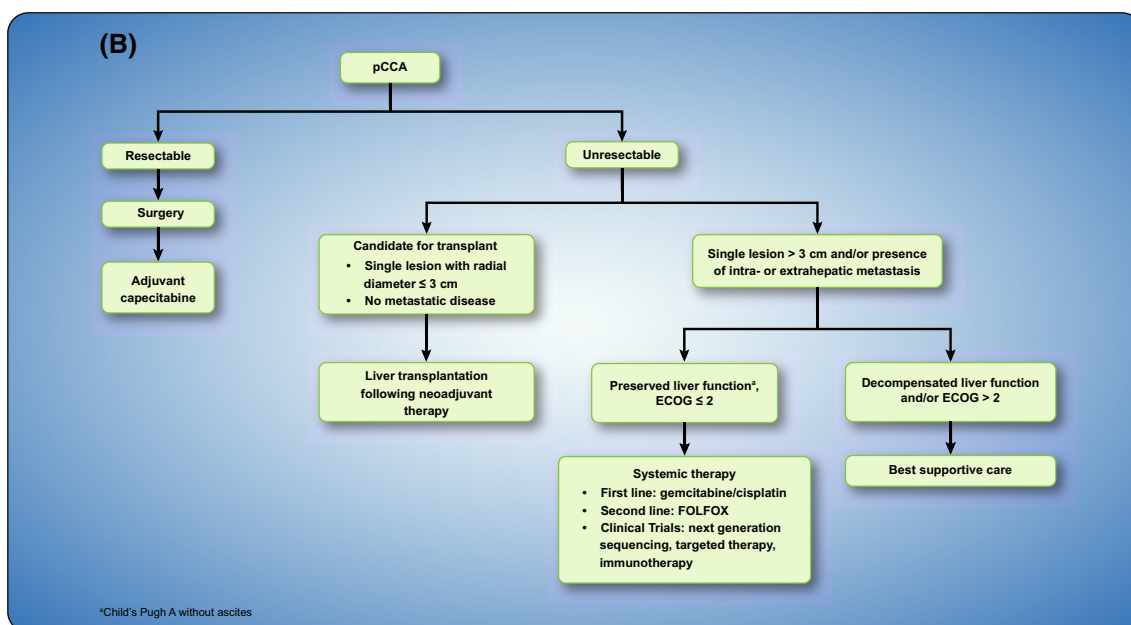 (B)
pCCA
Resectable
Unresectable
Surgery
Adjuvant
capecitabine
Candidate for transplant
• Single lesion with radial
diameter ≤ 3 cm
• No metastatic disease
Single lesion > 3 cm and/or presence
of intra- or extrahepatic metastasis
Liver transplantation
following neoadjuvant
therapy
Preserved liver functionᵃ,
ECOG ≤ 2
Decompensated liver function
and/or ECOG > 2
Systemic therapy
• First line: gemcitabine/cisplatin
• Second line: FOLFOX
• Clinical Trials: next generation
sequencing, targeted therapy,
immunotherapy
Best supportive care
ᵃChild's Pugh A without ascites